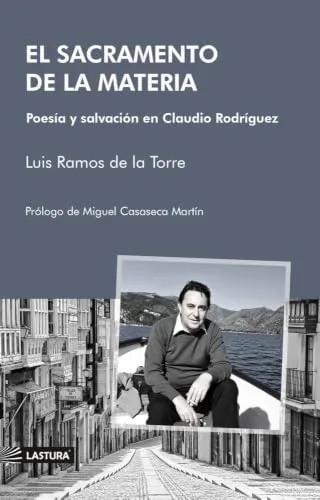 EL SACRAMENTO
DE LA MATERIA
Poesía y salvación en Claudio Rodríguez
Luis Ramos de la Torre
Prólogo de Miguel Casaseca Martín
LASTURA